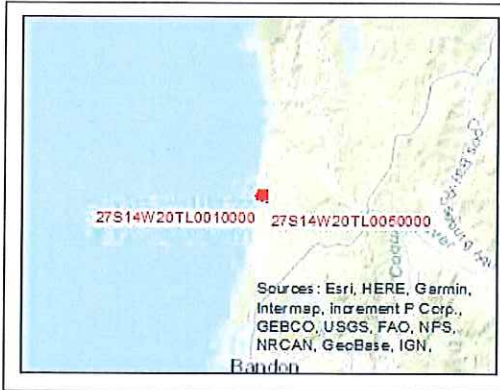 27S14W20TL0010000 27S14W20TL0050000
Sources: Esri, HERE, Garmin,
Intermap, increment P Corp.,
GEBCO, USGS, FAO, NPS,
NRCAN, GeoBase, IGN,
Bandon